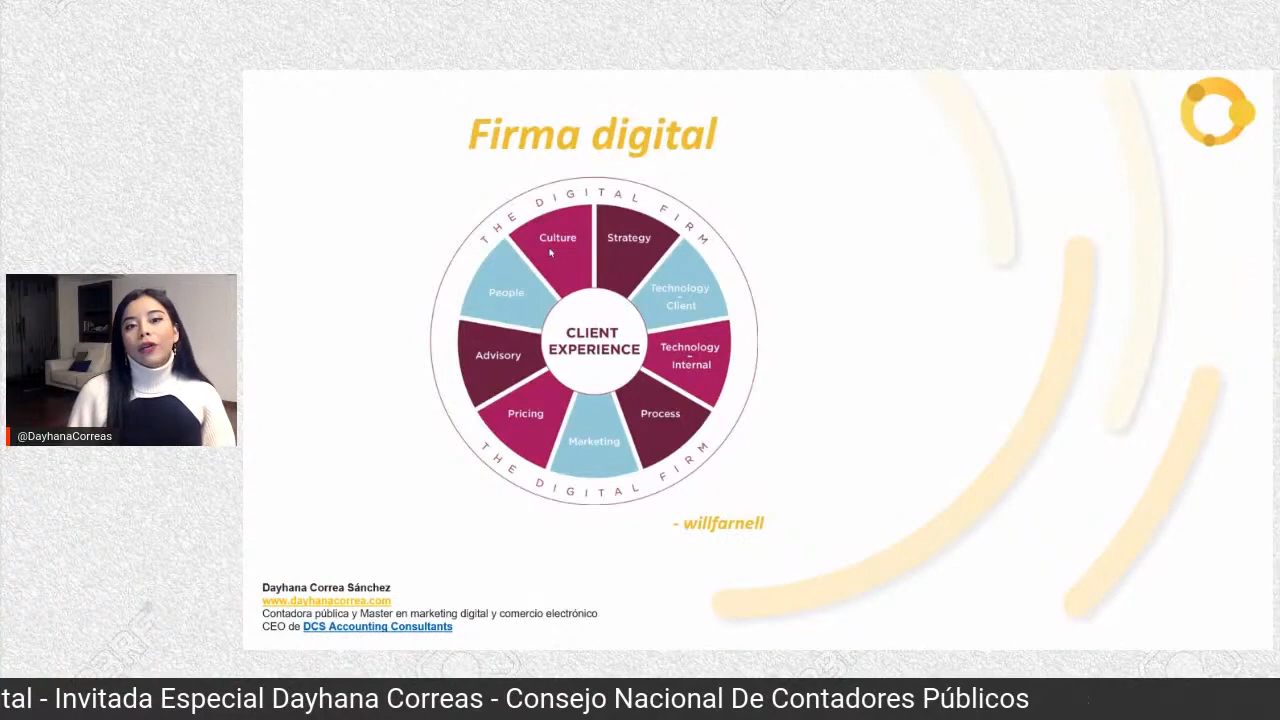 Firma digital
THE DIGITAL FIRM
Culture
Strategy
People
Technology
-
Client
CLIENT
EXPERIENCE
Advisory
Technology
-
Internal
Pricing
Process
Marketing
THE DIGITAL FIRM
- willfarnell
@DayhanaCorreas
Dayhana Correa Sánchez
www.dayhanacorrea.com
Contadora pública y Master en marketing digital y comercio electrónico
CEO de DCS Accounting Consultants
tal - Invitada Especial Dayhana Correas - Consejo Nacional De Contadores Públicos